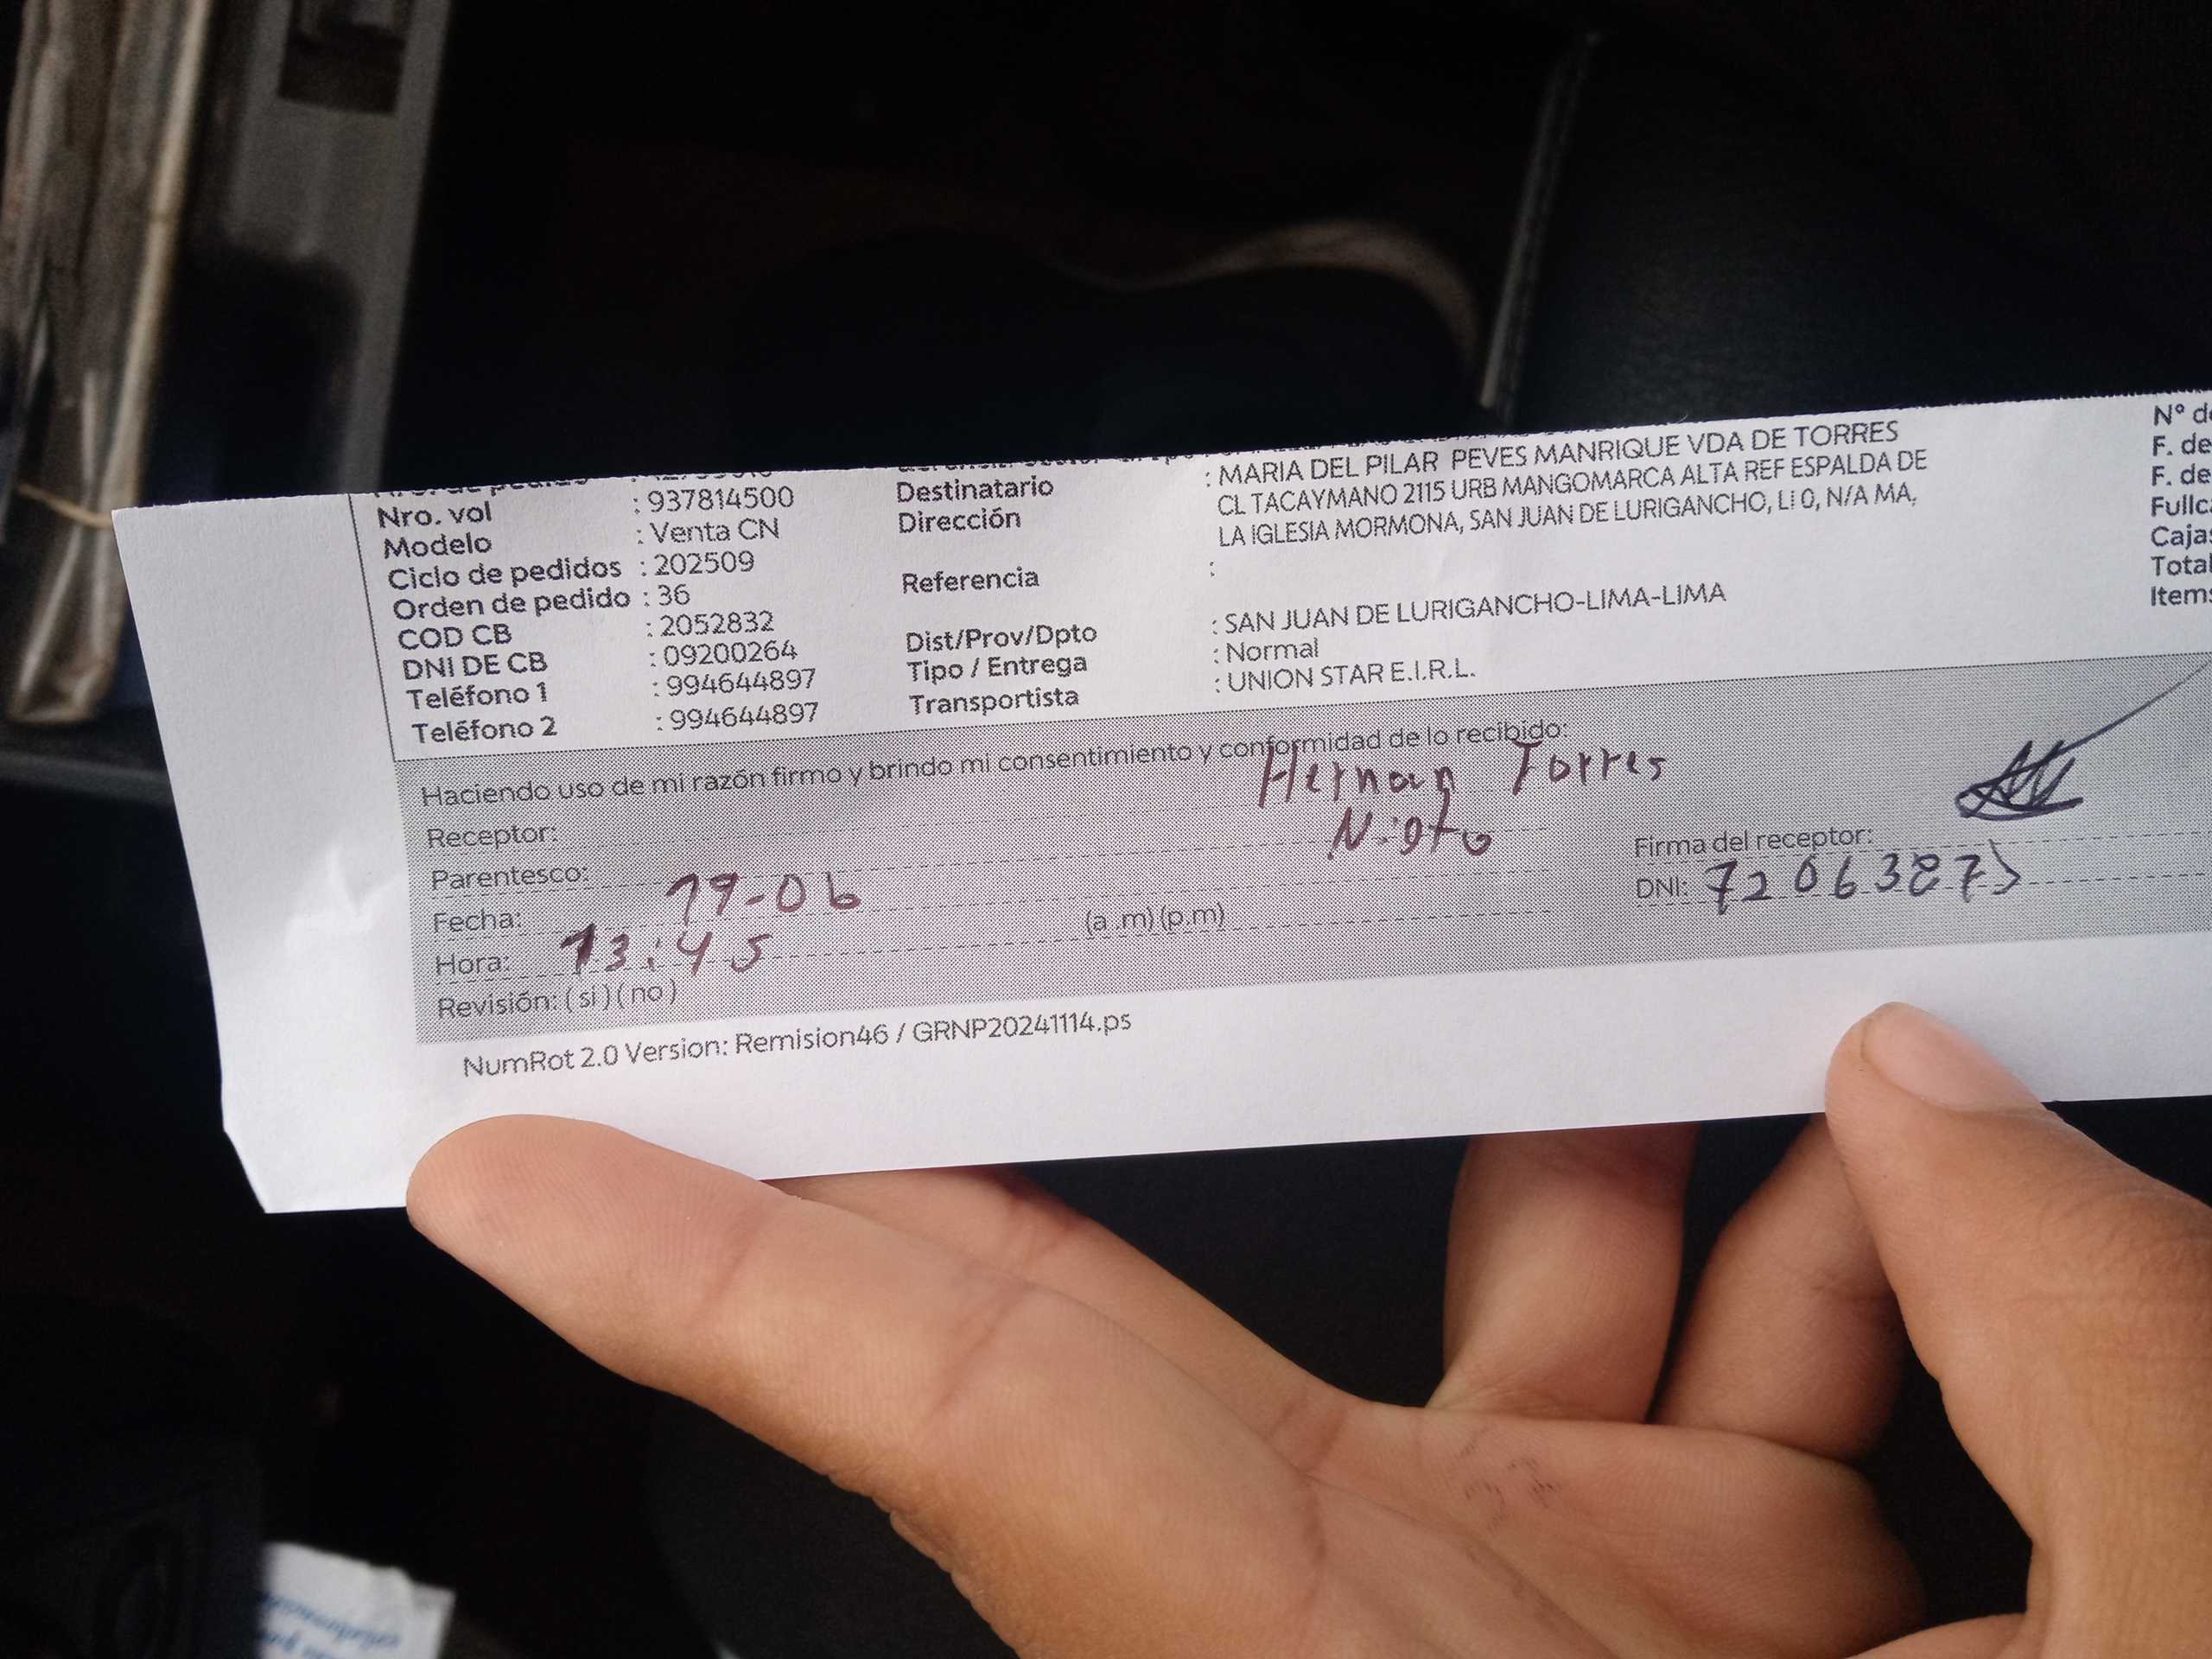 Nro. de pedido
Nro. vol : 937814500
Modelo : Venta CN
Ciclo de pedidos : 202509
Orden de pedido : 36
COD CB : 2052832
DNI DE CB : 09200264
Teléfono 1 : 994644897
Teléfono 2 : 994644897
Destinatario : MARIA DEL PILAR PEVES MANRIQUE VDA DE TORRES
Dirección : CL TACAYMANO 2115 URB MANGOMARCA ALTA REF ESPALDA DE
LA IGLESIA MORMONA, SAN JUAN DE LURIGANCHO, LI 0, N/A MA,
Referencia :
Dist/Prov/Dpto : SAN JUAN DE LURIGANCHO-LIMA-LIMA
Tipo / Entrega : Normal
Transportista : UNION STAR E.I.R.L.
N° de
F. de
F. de
Fullc
Cajas
Total
Items
Haciendo uso de mi razón firmo y brindo mi consentimiento y conformidad de lo recibido:
Receptor: Hernan Torres
Parentesco: Nieto
Fecha: 19-06
Hora: 13:45 (a.m) (p.m)
Revisión: ( si ) ( no )
Firma del receptor:
DNI: 72063875
NumRot 2.0 Version: Remision46 / GRNP20241114.ps